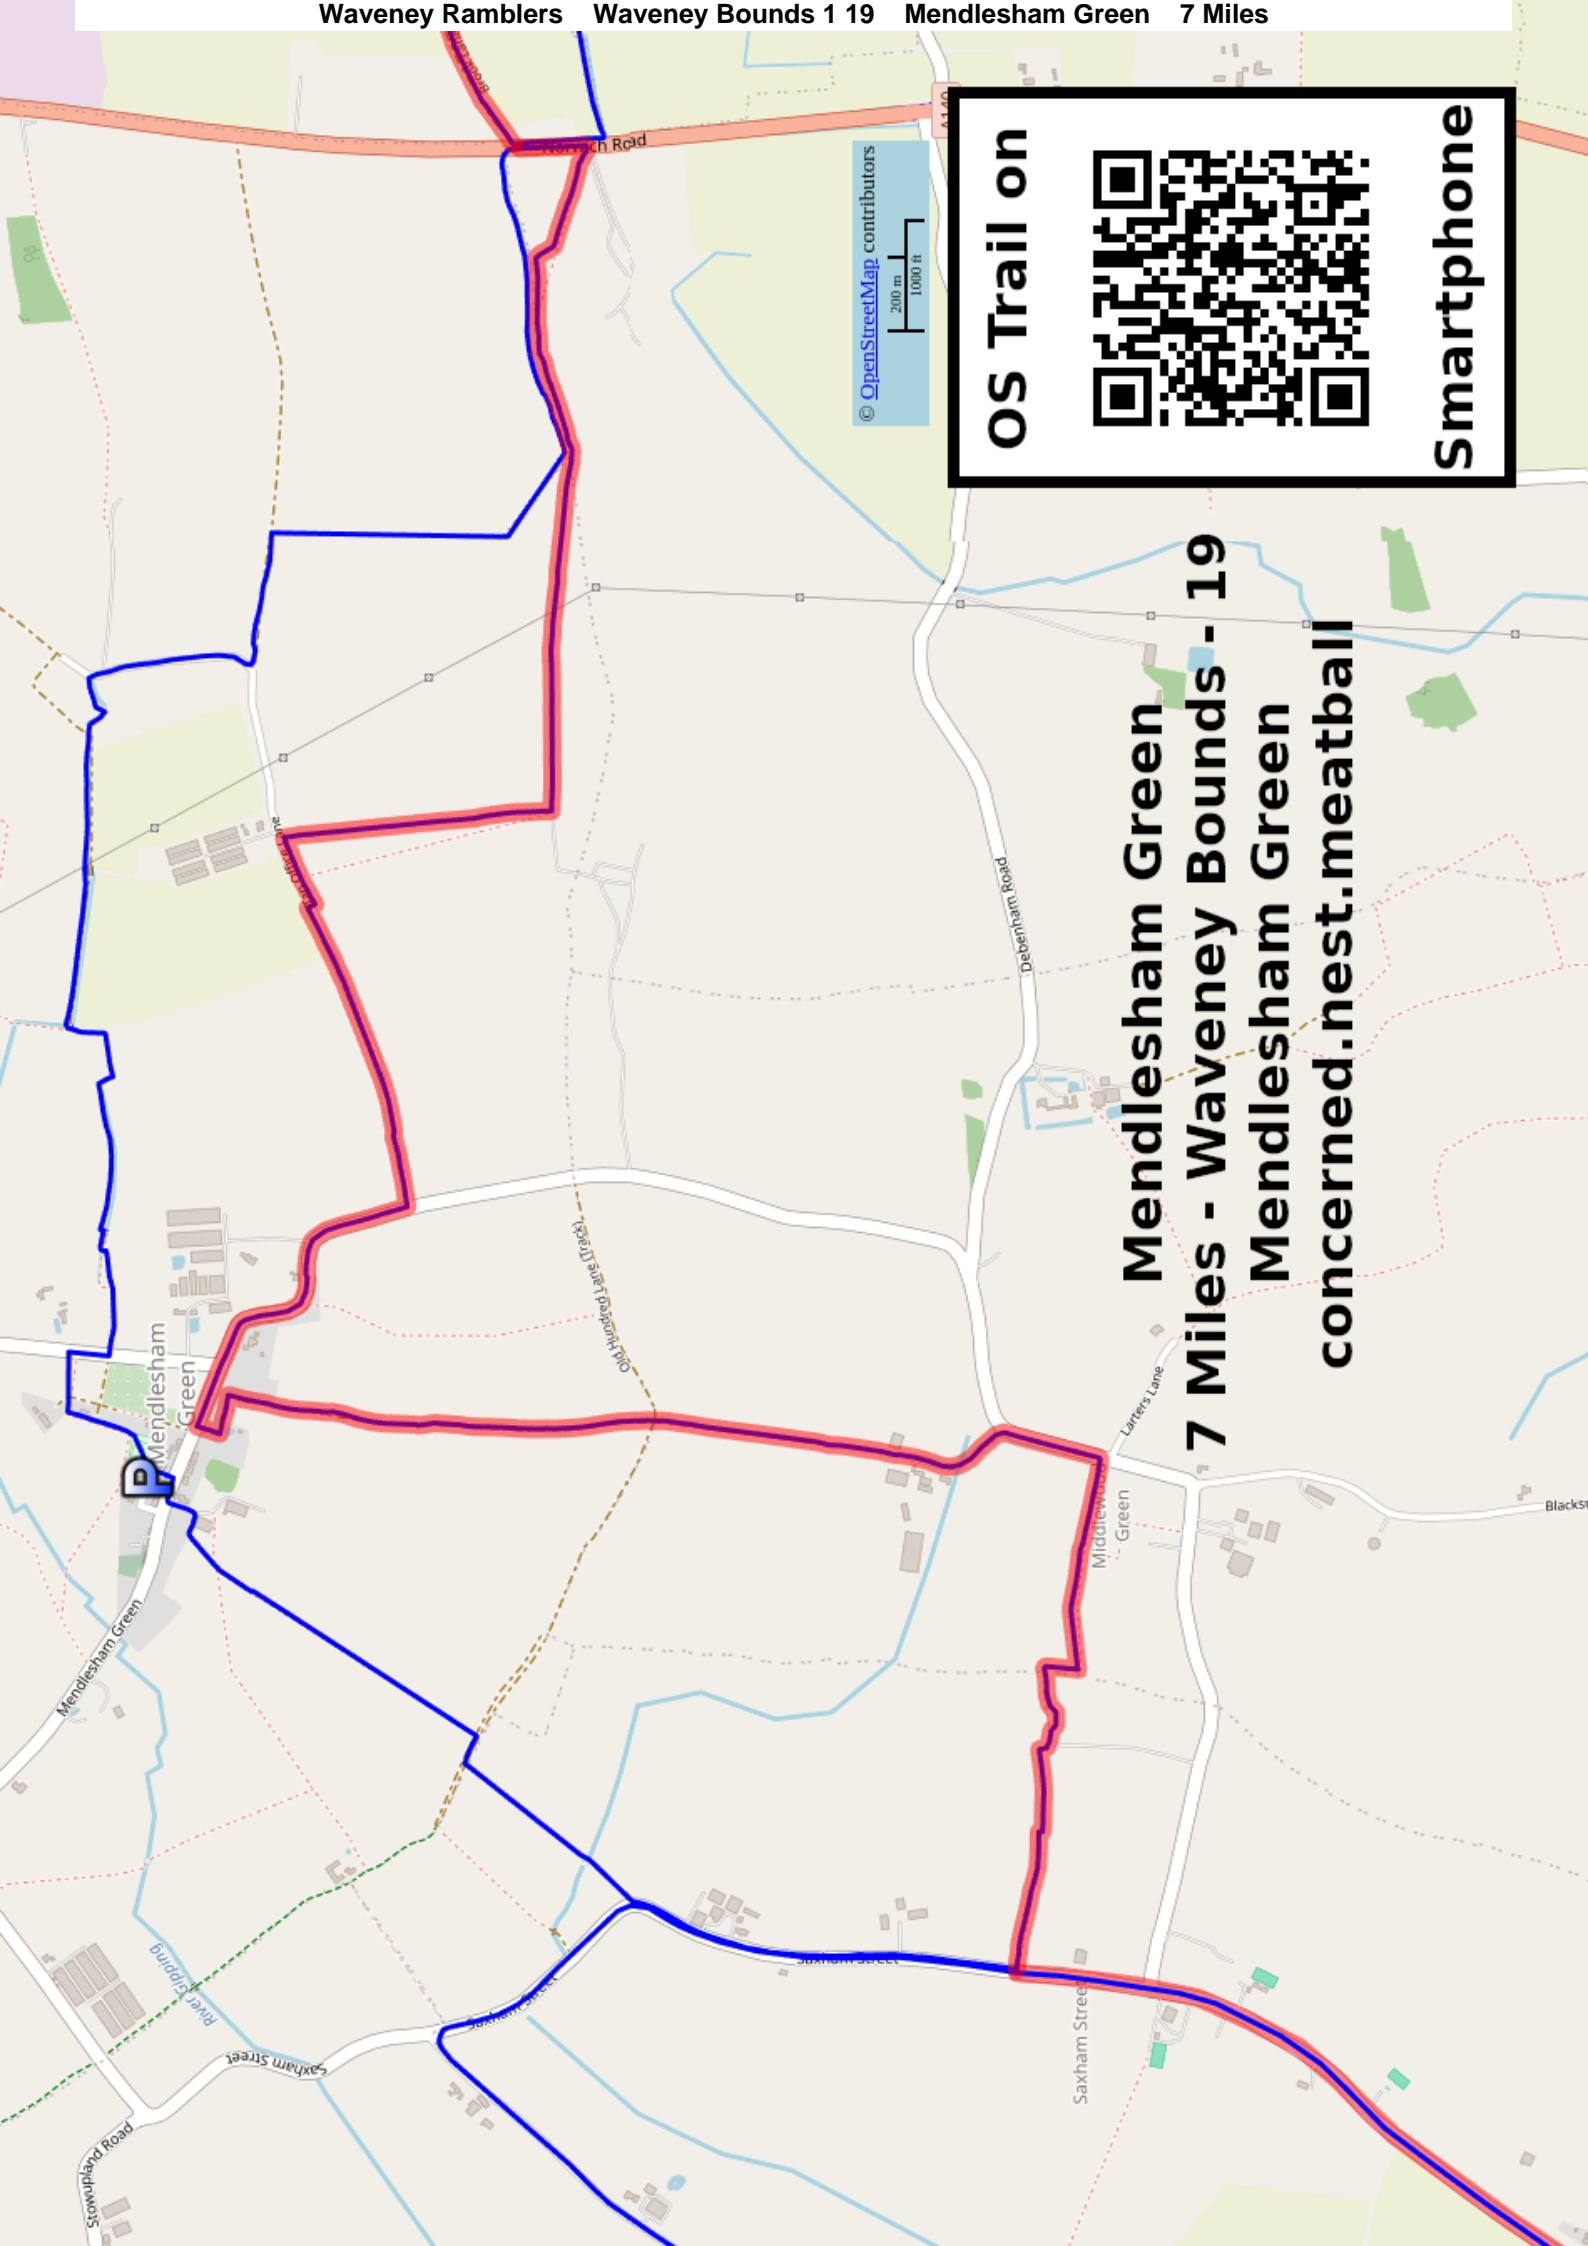 Waveney Ramblers Waveney Bounds 1 19 Mendlesham Green 7 Miles
Brook Lane
Norwich Road
A140
OS Trail on
Smartphone
© OpenStreetMap contributors
200 m
1000 ft
Mendlesham Green
7 Miles - Waveney Bounds - 19
Mendlesham Green
concerned.nest.meatball
Debenham Road
Old Hundred Lane (Track)
Mendlesham
Green
P
Mendlesham Green
Larters Lane
Middlewood
Green
Saxham Street
Saxham Street
Saxham Street
Saxham Street
River Gipping
Stowupland Road